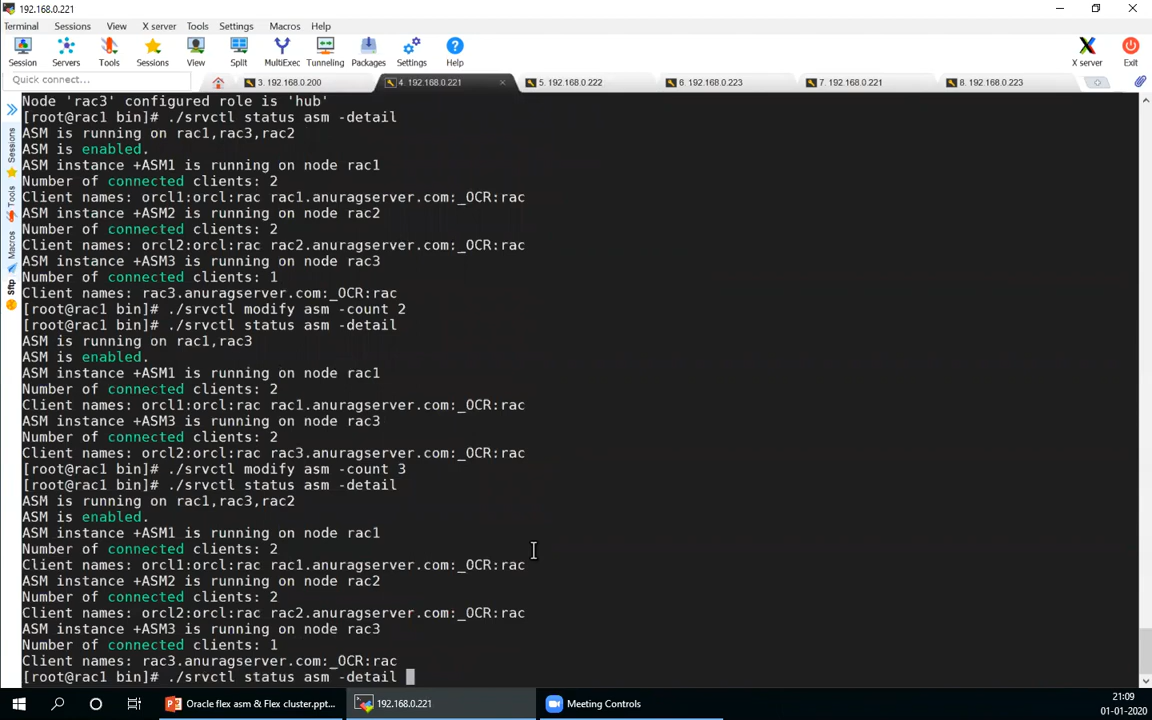 192.168.0.221
Terminal Sessions View X server Tools Settings Macros Help
Session Servers Tools Sessions View Split MultiExec Tunneling Packages Settings Help X server Exit
Quick connect...
3. 192.168.0.200 4. 192.168.0.221 5. 192.168.0.222 6. 192.168.0.223 7. 192.168.0.221 8. 192.168.0.223
Sessions
Tools
Macros
Sftp
Node 'rac3' configured role is 'hub'
[root@rac1 bin]# ./srvctl status asm -detail
ASM is running on rac1,rac3,rac2
ASM is enabled.
ASM instance +ASM1 is running on node rac1
Number of connected clients: 2
Client names: orcl1:orcl:rac rac1.anuragserver.com:_OCR:rac
ASM instance +ASM2 is running on node rac2
Number of connected clients: 2
Client names: orcl2:orcl:rac rac2.anuragserver.com:_OCR:rac
ASM instance +ASM3 is running on node rac3
Number of connected clients: 1
Client names: rac3.anuragserver.com:_OCR:rac
[root@rac1 bin]# ./srvctl modify asm -count 2
[root@rac1 bin]# ./srvctl status asm -detail
ASM is running on rac1,rac3
ASM is enabled.
ASM instance +ASM1 is running on node rac1
Number of connected clients: 2
Client names: orcl1:orcl:rac rac1.anuragserver.com:_OCR:rac
ASM instance +ASM3 is running on node rac3
Number of connected clients: 2
Client names: orcl2:orcl:rac rac3.anuragserver.com:_OCR:rac
[root@rac1 bin]# ./srvctl modify asm -count 3
[root@rac1 bin]# ./srvctl status asm -detail
ASM is running on rac1,rac3,rac2
ASM is enabled.
ASM instance +ASM1 is running on node rac1
Number of connected clients: 2
Client names: orcl1:orcl:rac rac1.anuragserver.com:_OCR:rac
ASM instance +ASM2 is running on node rac2
Number of connected clients: 2
Client names: orcl2:orcl:rac rac2.anuragserver.com:_OCR:rac
ASM instance +ASM3 is running on node rac3
Number of connected clients: 1
Client names: rac3.anuragserver.com:_OCR:rac
[root@rac1 bin]# ./srvctl status asm -detail
Oracle flex asm & Flex cluster.ppt... 192.168.0.221 Meeting Controls
21:09
01-01-2020